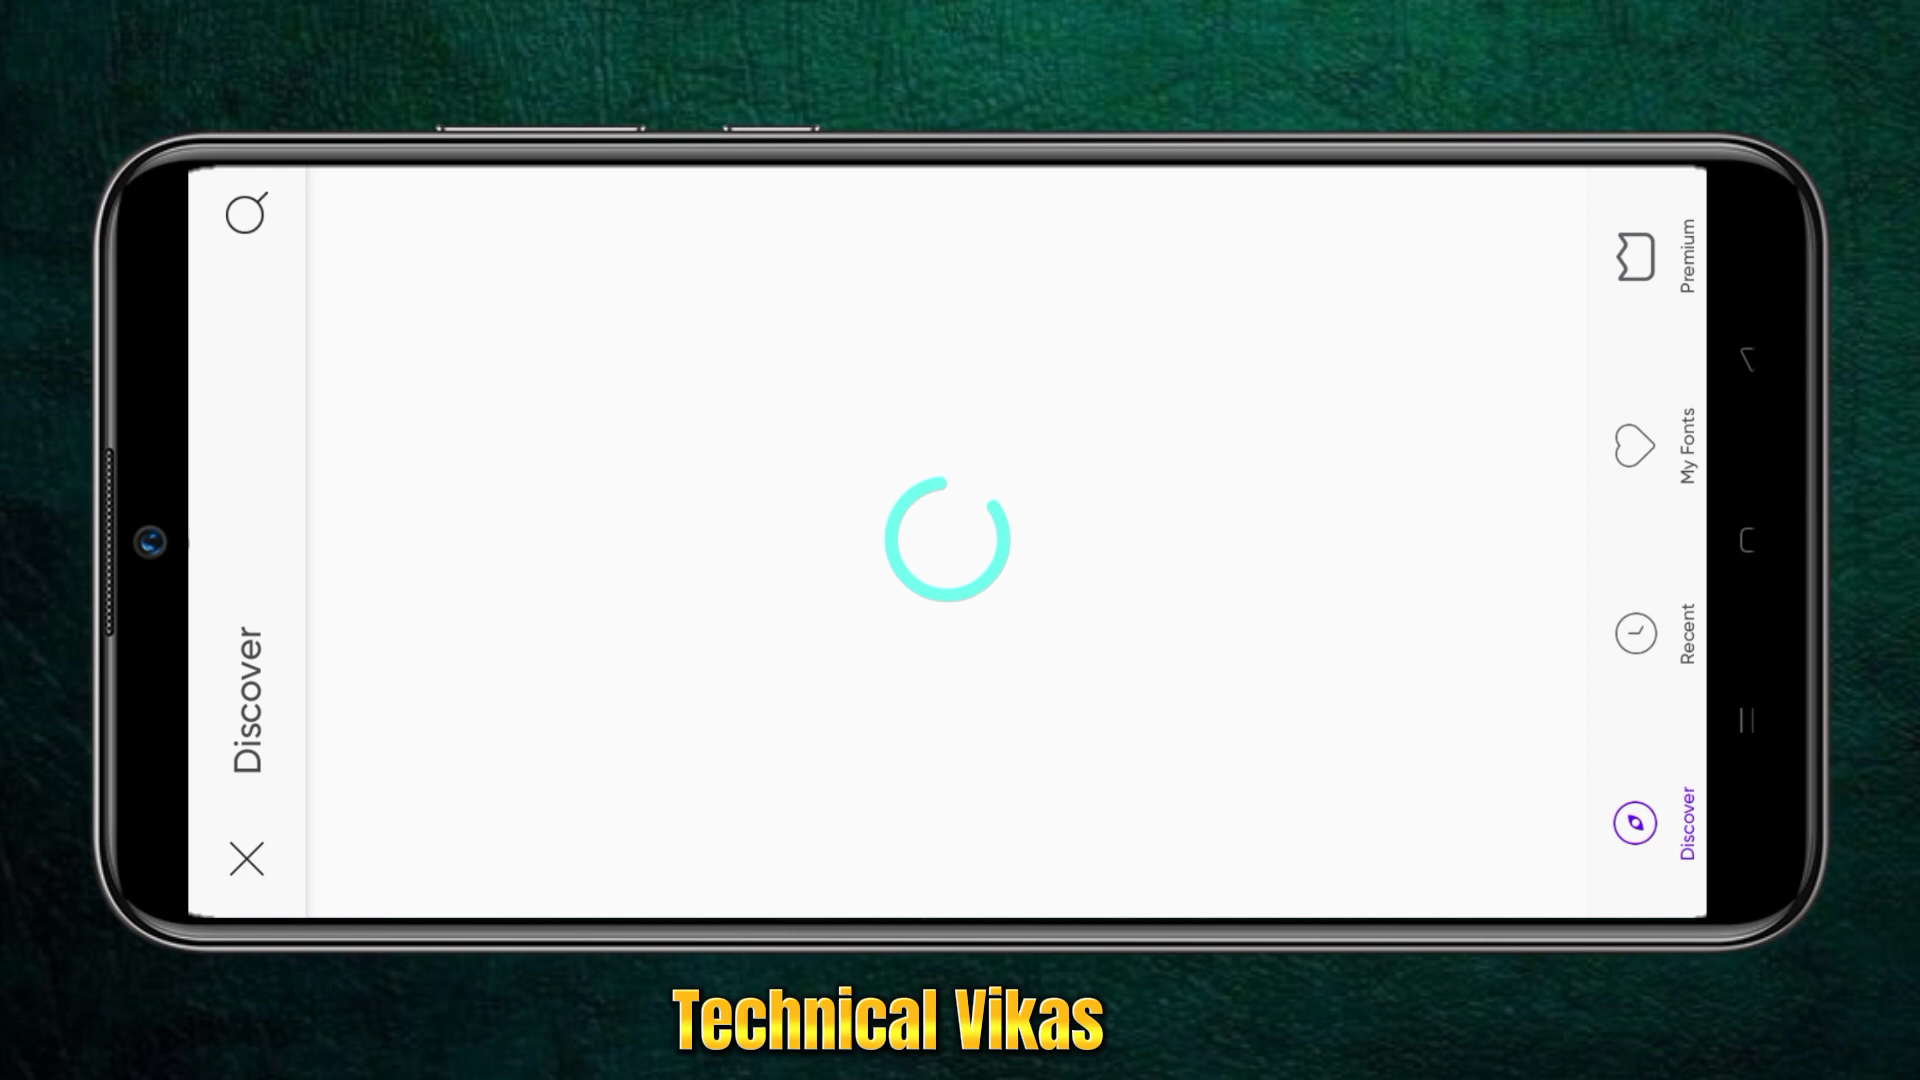 Discover
Premium
My Fonts
Recent
Discover
Technical Vikas